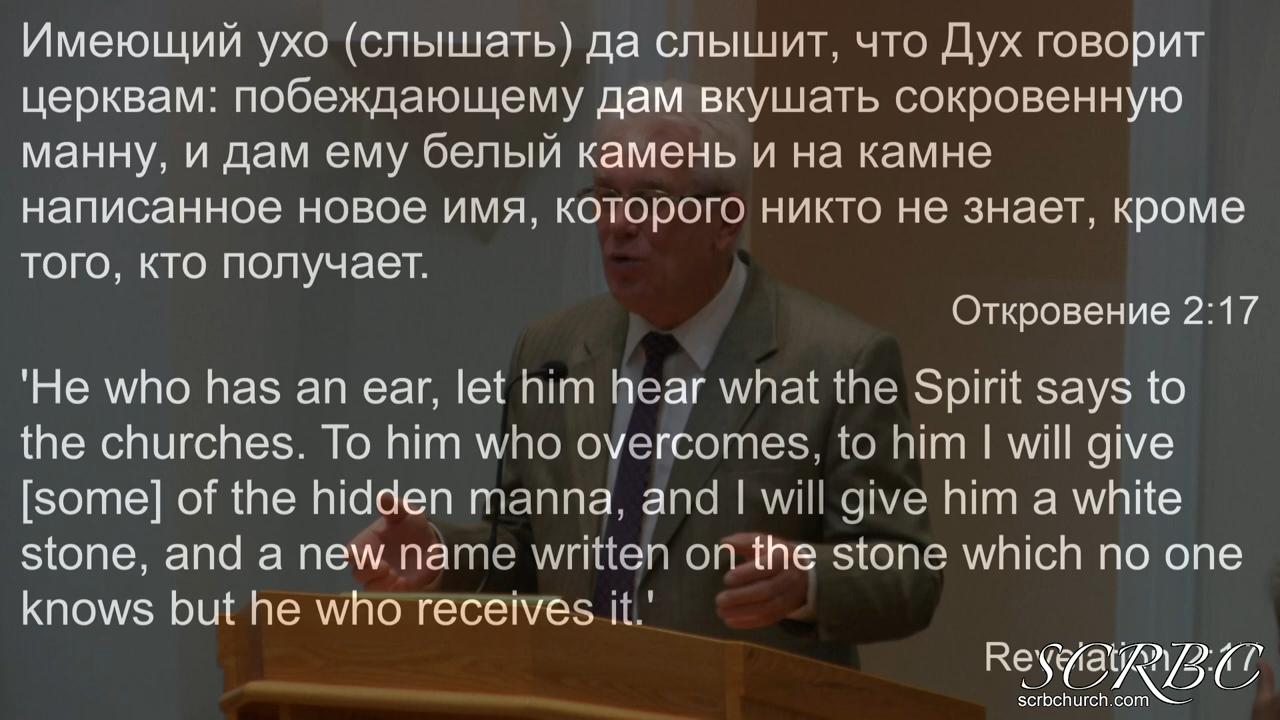 Имеющий ухо (слышать) да слышит, что Дух говорит
церквам: побеждающему дам вкушать сокровенную
манну, и дам ему белый камень и на камне
написанное новое имя, которого никто не знает, кроме
того, кто получает.
Откровение 2:17
'He who has an ear, let him hear what the Spirit says to
the churches. To him who overcomes, to him I will give
[some] of the hidden manna, and I will give him a white
stone, and a new name written on the stone which no one
knows but he who receives it.'
Revelation 2:17
SCRBC
scrbchurch.com